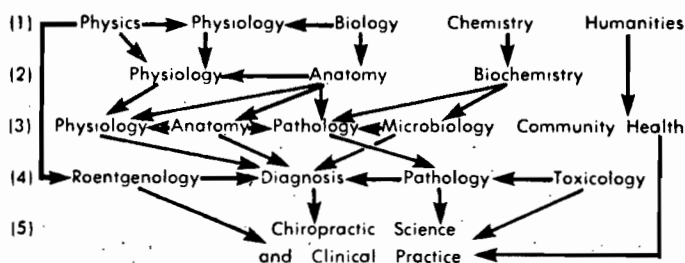 (1) Physics Physiology Biology Chemistry Humanities
(2) Physiology Anatomy Biochemistry
(3) Physiology Anatomy Pathology Microbiology Community Health
(4) Roentgenology Diagnosis Pathology Toxicology
(5) Chiropractic Science
and Clinical Practice